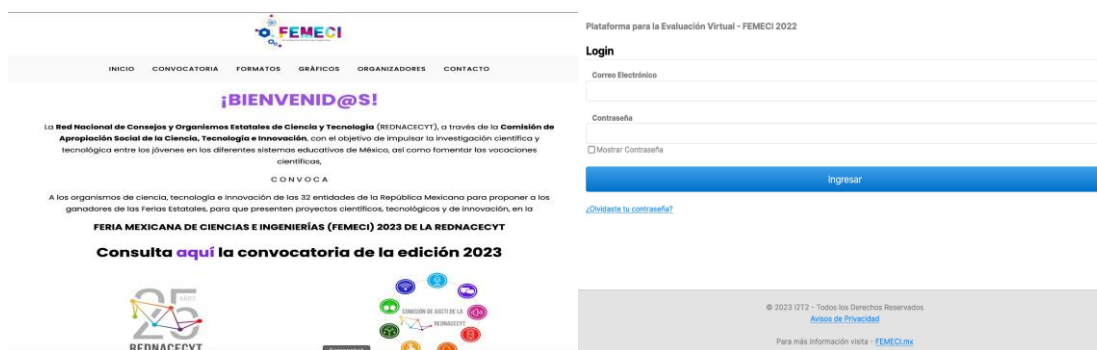 FEMECI
INICIO CONVOCATORIA FORMATOS GRÁFICOS ORGANIZADORES CONTACTO
¡BIENVENID@S!
La Red Nacional de Consejos y Organismos Estatales de Ciencia y Tecnología (REDNACECYT), a través de la Comisión de
Apropiación Social de la Ciencia, Tecnología e Innovación, con el objetivo de impulsar la investigación científica y
tecnológica entre los jóvenes en los diferentes sistemas educativos de México, así como fomentar las vocaciones
científicas,
CONVOCA
A los organismos de ciencia, tecnología e innovación de las 32 entidades de la República Mexicana para proponer a los
ganadores de las Ferias Estatales, para que presenten proyectos científicos, tecnológicos y de innovación, en la
FERIA MEXICANA DE CIENCIAS E INGENIERÍAS (FEMECI) 2023 DE LA REDNACECYT
Consulta aquí la convocatoria de la edición 2023
25 AÑOS
REDNACECYT
COMISIÓN DE ASCTI DE LA
REDNACECYT
Plataforma para la Evaluación Virtual - FEMECI 2022
Login
Correo Electrónico
Contraseña
Mostrar Contraseña
Ingresar
¿Olvidaste tu contraseña?
© 2023 I2T2 - Todos los Derechos Reservados
Avisos de Privacidad
Para más información visita - FEMECI.mx